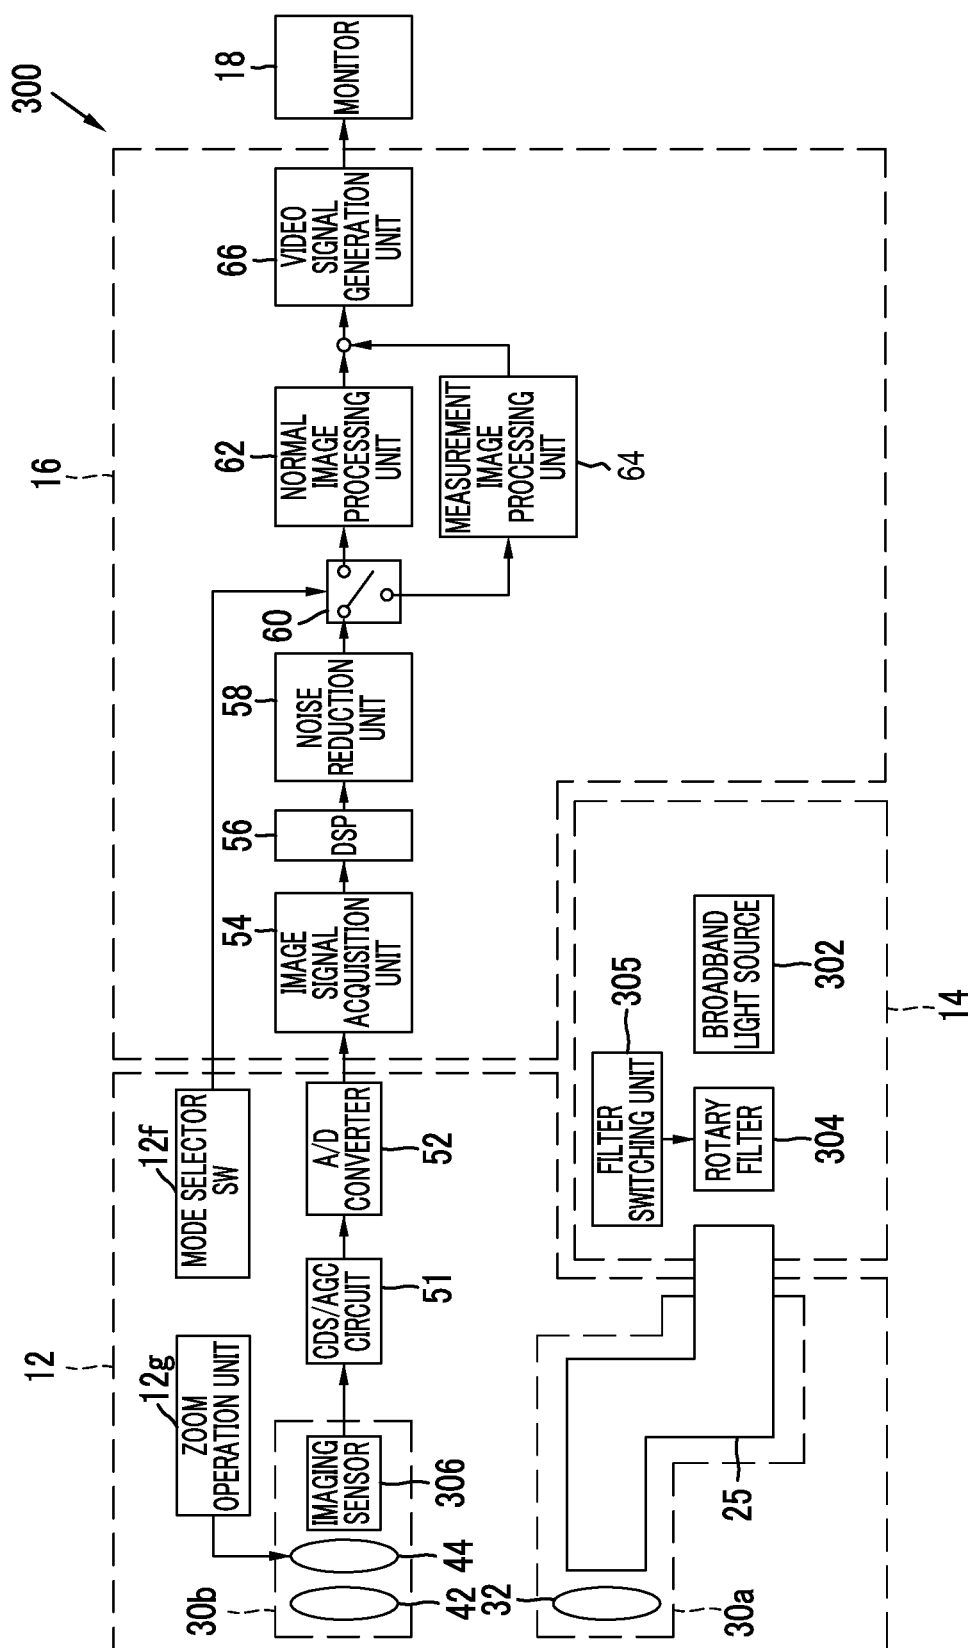 300
12
16
12g
ZOOM
OPERATION UNIT
12f
MODE SELECTOR
SW
30b
42
44
IMAGING
SENSOR
306
CDS/AGC
CIRCUIT
51
A/D
CONVERTER
52
54
IMAGE
SIGNAL
ACQUISITION
UNIT
56
DSP
58
NOISE
REDUCTION
UNIT
60
62
NORMAL
IMAGE
PROCESSING
UNIT
MEASUREMENT
IMAGE
PROCESSING
UNIT
64
66
VIDEO
SIGNAL
GENERATION
UNIT
18
MONITOR
32
30a
25
FILTER
SWITCHING UNIT
305
ROTARY
FILTER
304
BROADBAND
LIGHT SOURCE
302
14